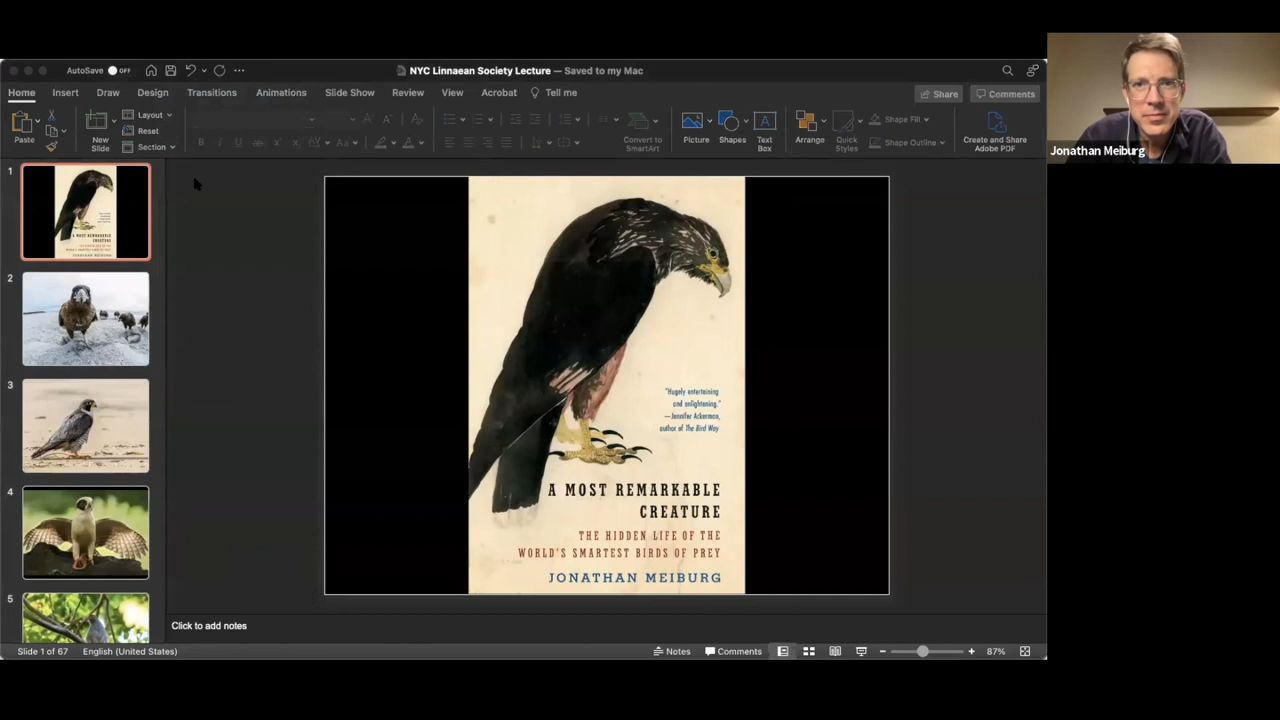 AutoSave OFF
NYC Linnaean Society Lecture — Saved to my Mac
Home Insert Draw Design Transitions Animations Slide Show Review View Acrobat Tell me
Share Comments
Paste
New
Slide
Layout
Reset
Section
Convert to
SmartArt
Picture
Shapes
Text
Box
Arrange
Quick
Styles
Shape Fill
Shape Outline
Create and Share
Adobe PDF
Jonathan Meiburg
1
A MOST REMARKABLE
CREATURE
JONATHAN MEIBURG
2
3
4
5
"Hugely entertaining
and enlightening."
—Jennifer Ackerman,
author of The Bird Way
A MOST REMARKABLE
CREATURE
THE HIDDEN LIFE OF THE
WORLD'S SMARTEST BIRDS OF PREY
JONATHAN MEIBURG
Click to add notes
Slide 1 of 67 English (United States)
Notes Comments 87%